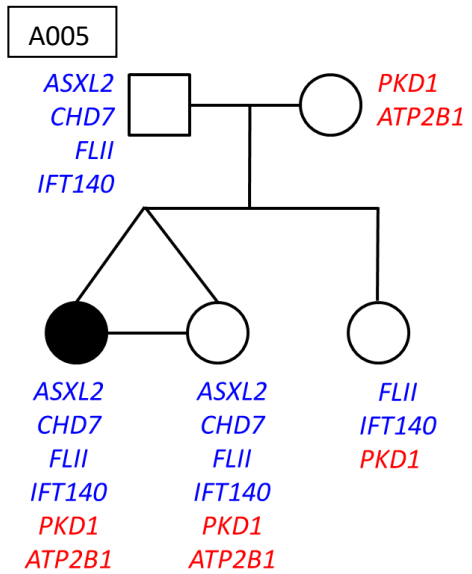 A005
ASXL2
CHD7
FLII
IFT140
PKD1
ATP2B1
ASXL2
CHD7
FLII
IFT140
PKD1
ATP2B1
ASXL2
CHD7
FLII
IFT140
PKD1
ATP2B1
FLII
IFT140
PKD1